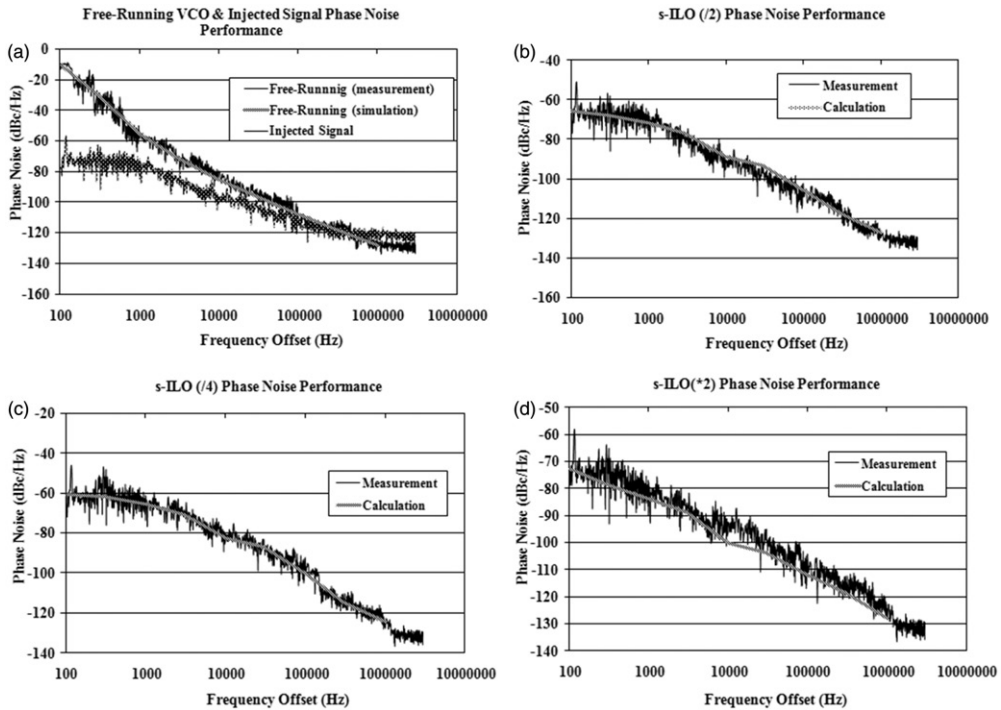 (a)
Free-Running VCO & Injected Signal Phase Noise
Performance
Phase Noise (dBc/Hz)
0
-20
-40
-60
-80
-100
-120
-140
-160
Free-Runnnig (measurement)
Free-Running (simulation)
Injected Signal
100 1000 10000 100000 1000000 10000000
Frequency Offset (Hz)
(b)
s-ILO (/2) Phase Noise Performance
Phase Noise (dBc/Hz)
-40
-60
-80
-100
-120
-140
-160
Measurement
Calculation
100 1000 10000 100000 1000000 10000000
Frequency Offset (Hz)
(c)
s-ILO (/4) Phase Noise Performance
Phase Noise (dBc/Hz)
-20
-40
-60
-80
-100
-120
-140
Measurement
Calculation
100 1000 10000 100000 1000000 10000000
Frequency Offset (Hz)
(d)
s-ILO(*2) Phase Noise Performance
Phase Noise (dBc/Hz)
-50
-60
-70
-80
-90
-100
-110
-120
-130
-140
Measurement
Calculation
100 1000 10000 100000 1000000 10000000
Frequency Offset (Hz)